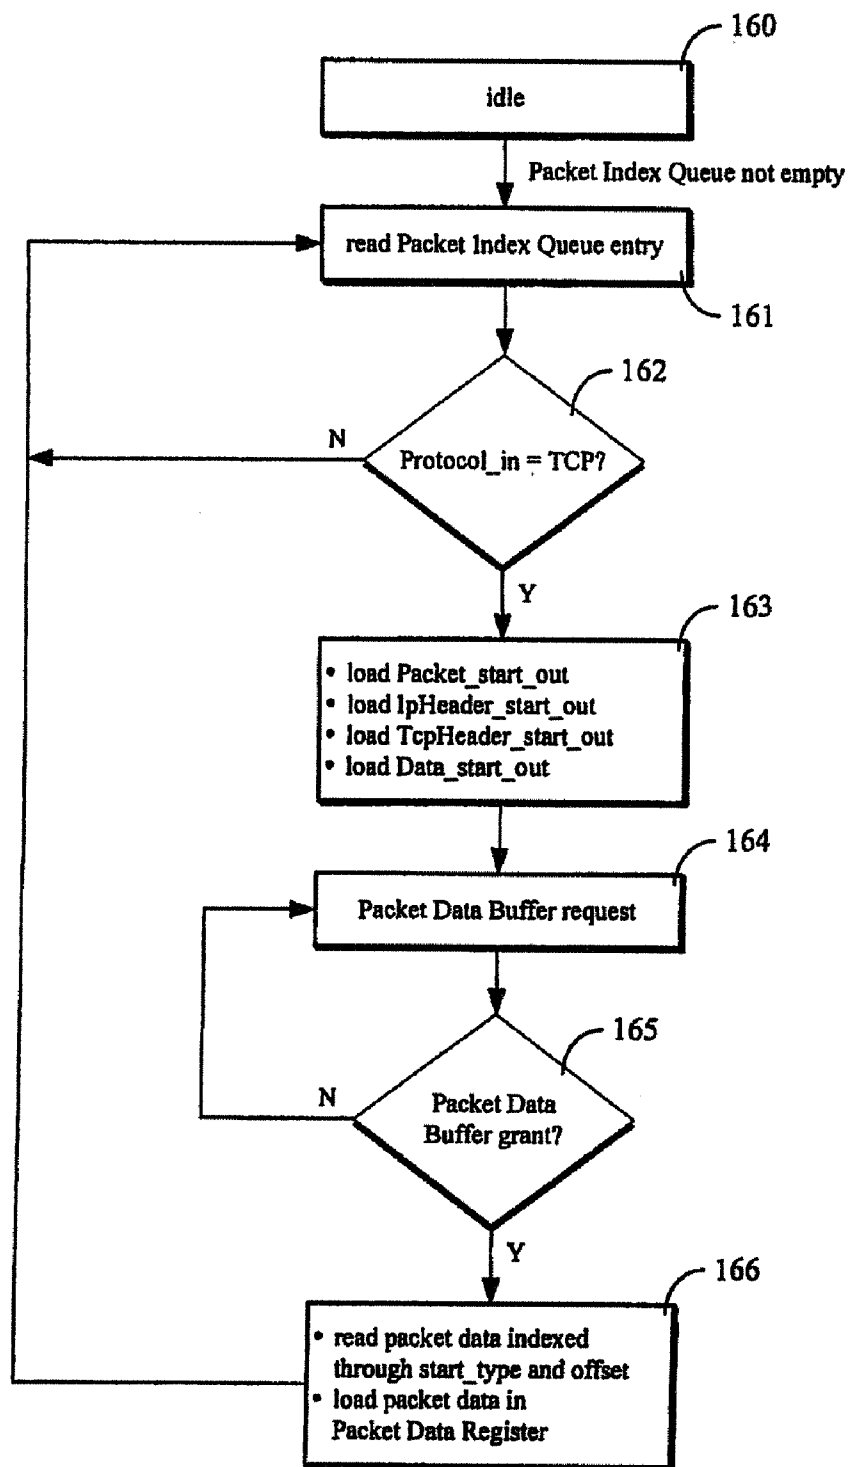 160
idle
Packet Index Queue not empty
read Packet Index Queue entry
161
162
N
Protocol_in = TCP?
Y
163
• load Packet_start_out
• load IpHeader_start_out
• load TcpHeader_start_out
• load Data_start_out
164
Packet Data Buffer request
165
N
Packet Data
Buffer grant?
Y
166
• read packet data indexed
through start_type and offset
• load packet data in
Packet Data Register